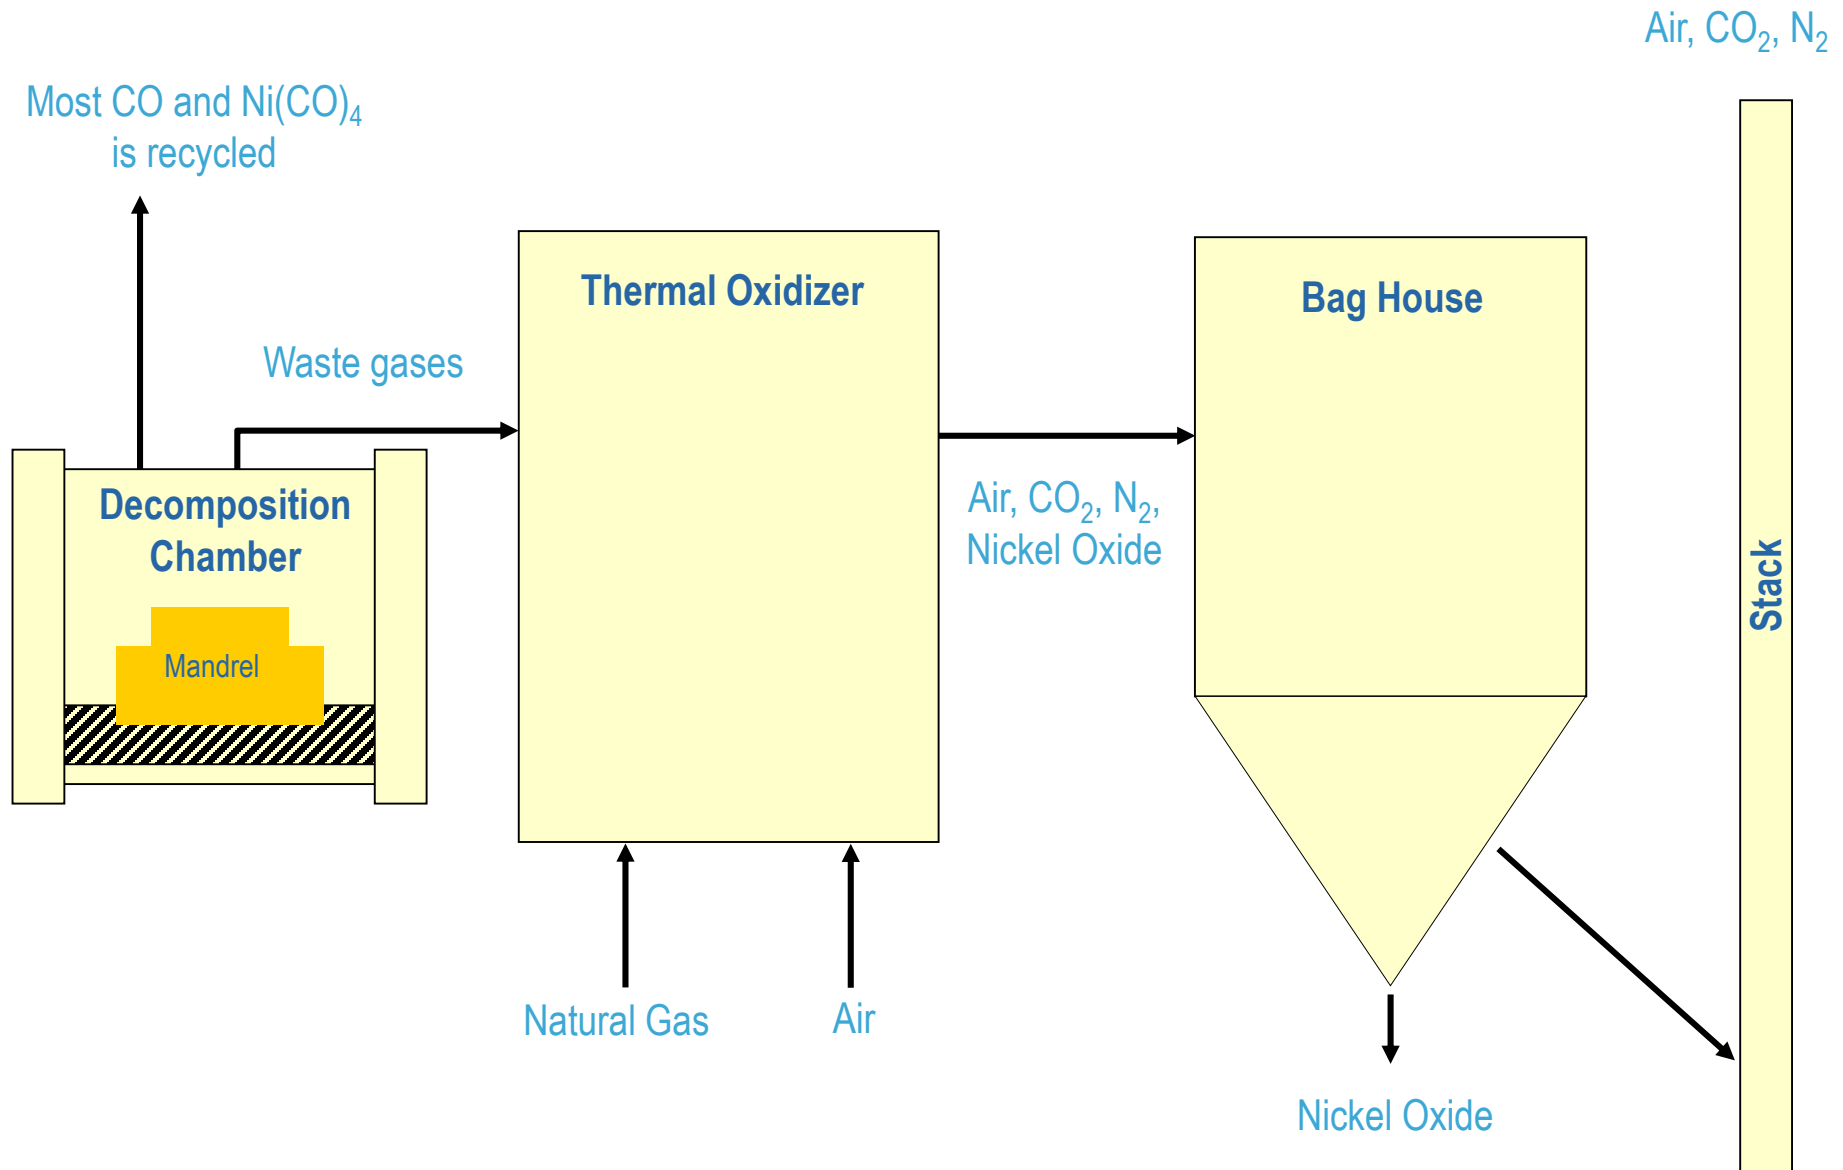 Air, CO₂, N₂
Most CO and Ni(CO)₄
is recycled
Thermal Oxidizer
Bag House
Waste gases
Decomposition
Chamber
Air, CO₂, N₂,
Nickel Oxide
Stack
Mandrel
Natural Gas
Air
Nickel Oxide